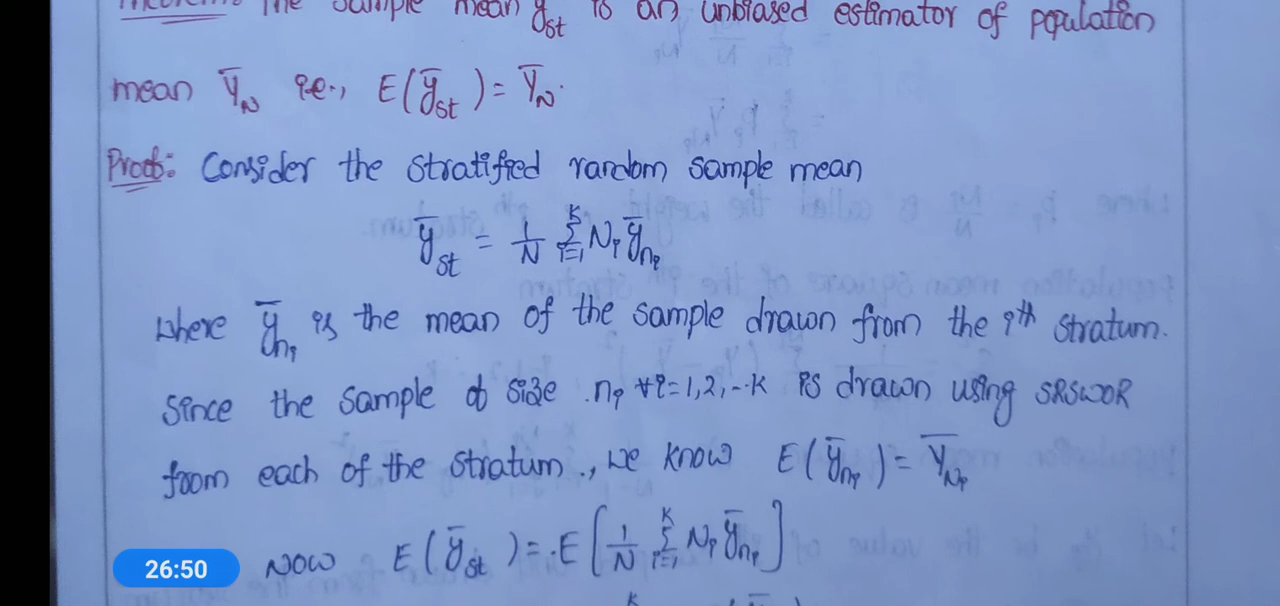 Theorem: The sample mean ȳst is an unbiased estimator of population
mean ȲN i.e., E(ȳst) = ȲN.
Proof: Consider the stratified random sample mean
ȳst = 1/N Σ_{i=1}^{K} Ni ȳni
where ȳni is the mean of the sample drawn from the ith stratum.
Since the sample of size ni ∀ i=1,2,--K is drawn using SRSWOR
from each of the stratum., we know E(ȳni) = ȲNi
26:50
Now E(ȳst) = E[1/N Σ_{i=1}^{K} Ni ȳni]